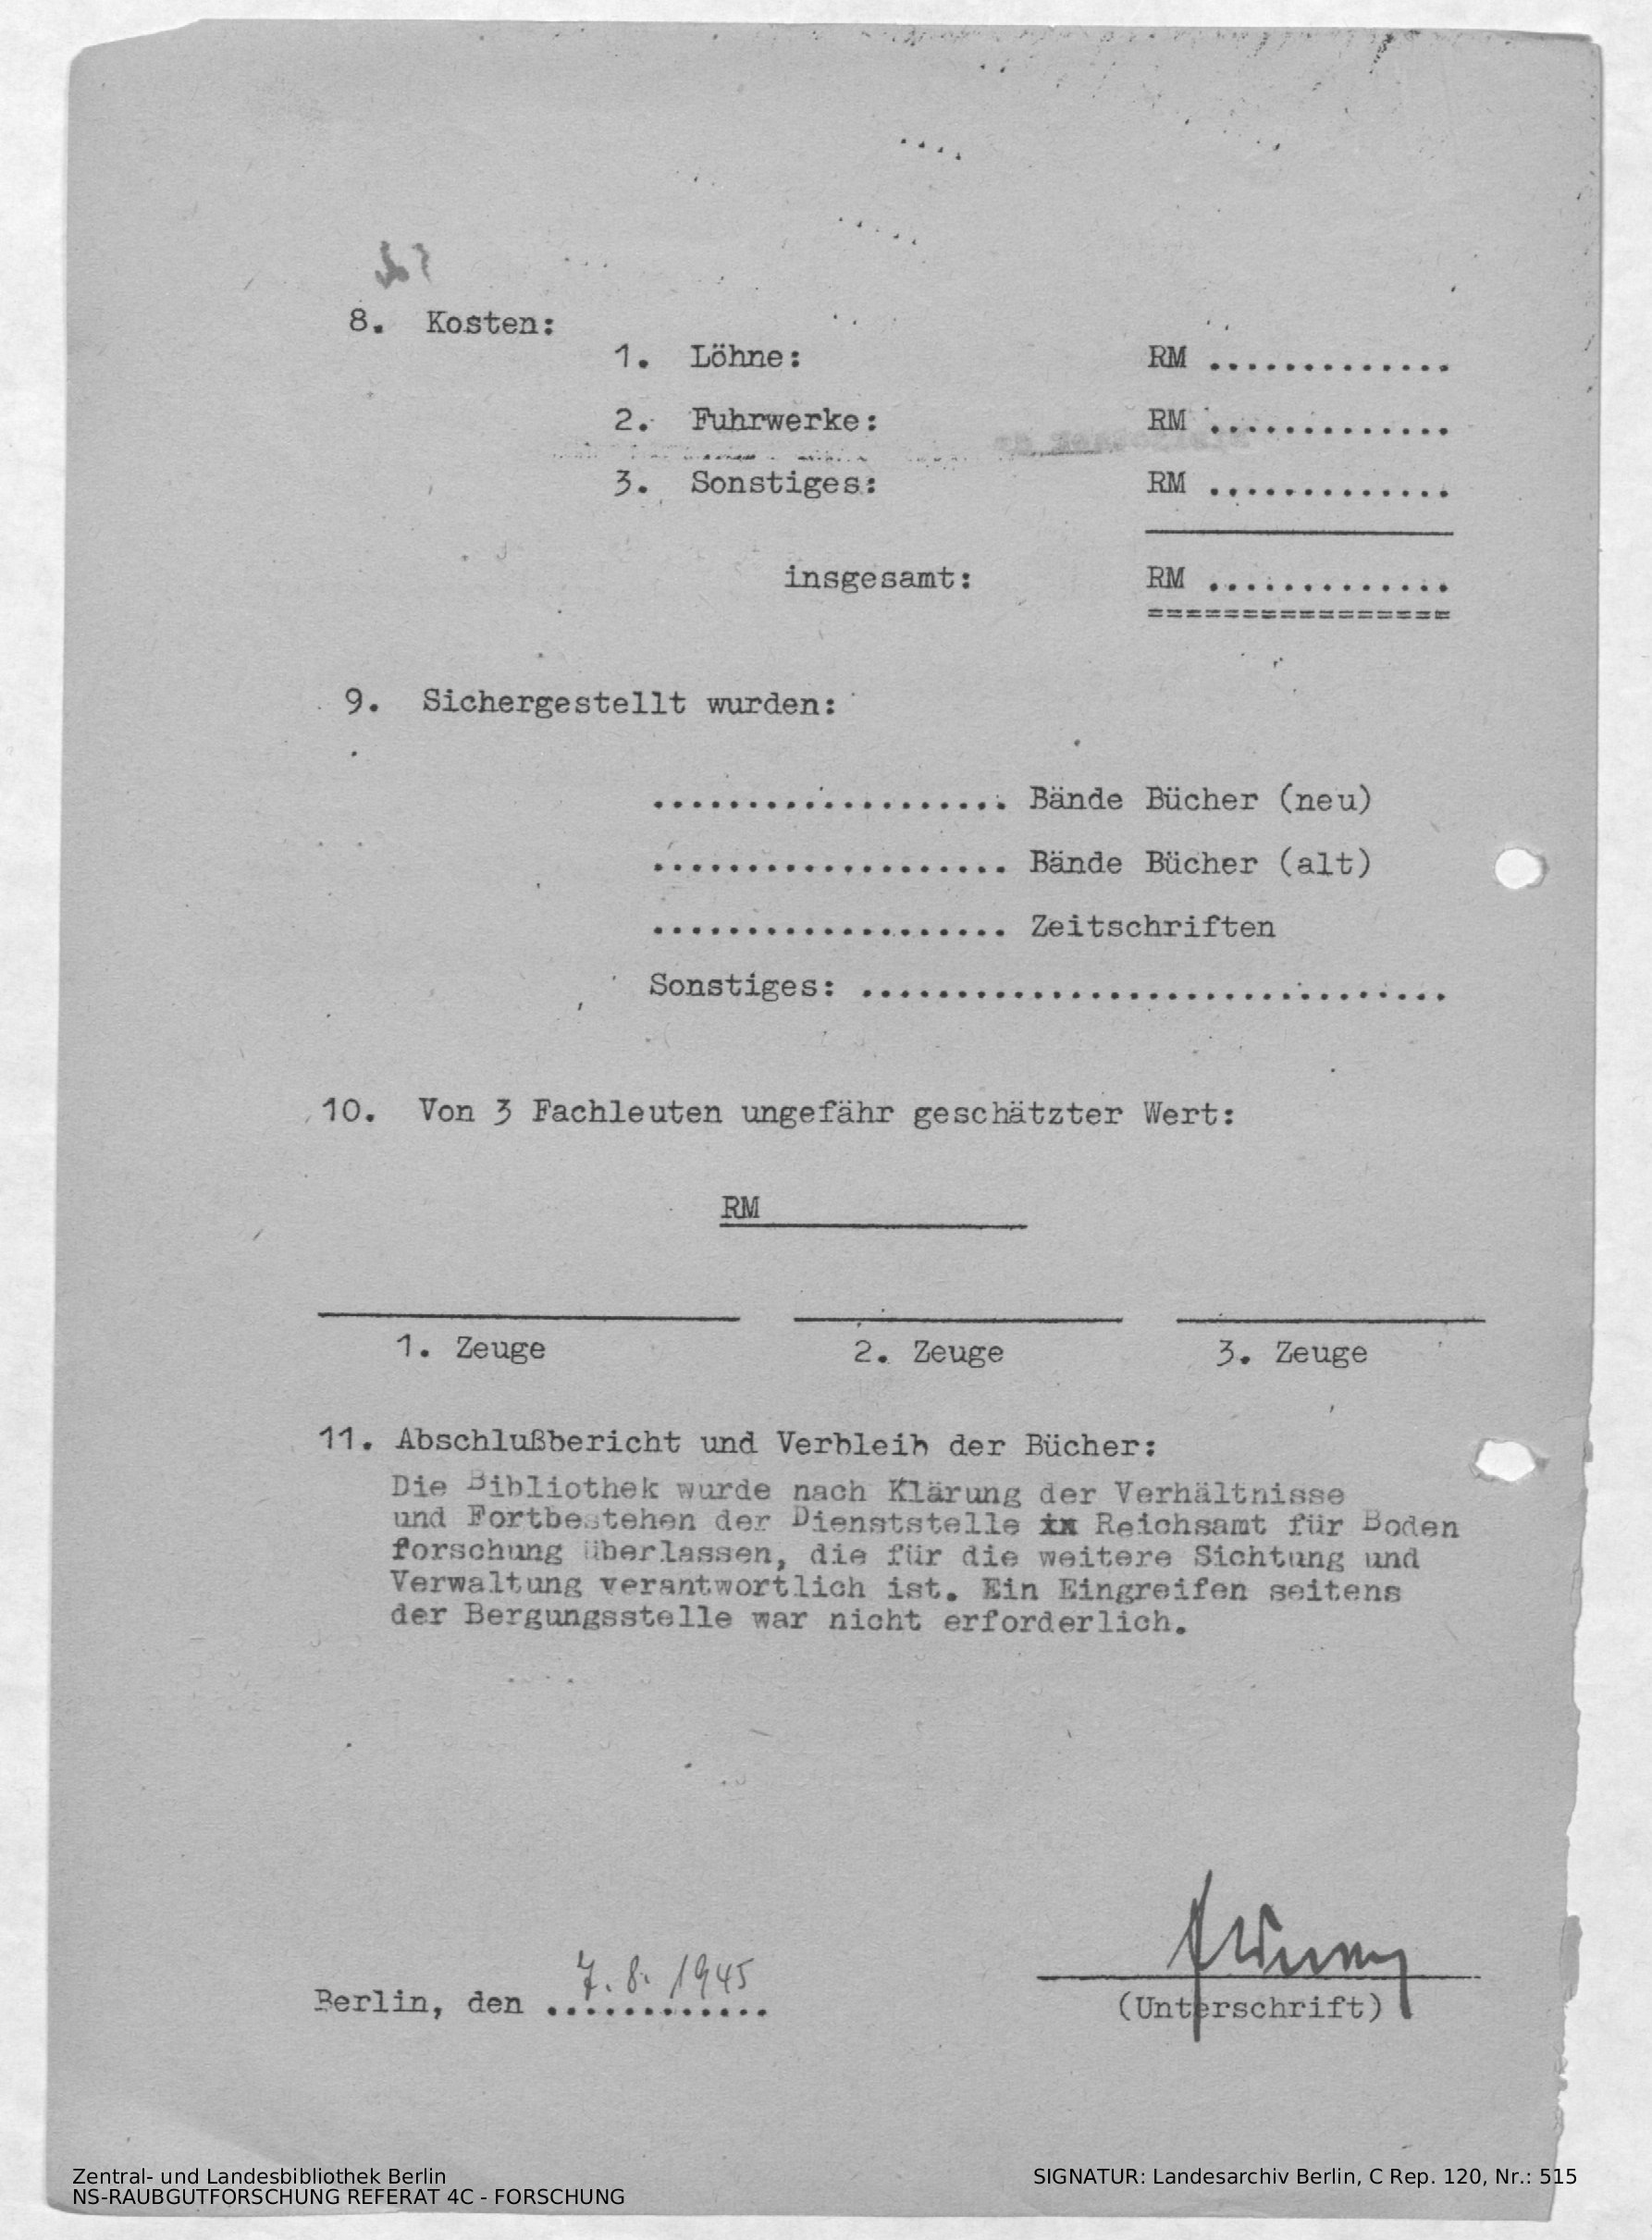 8. Kosten:
1. Löhne: RM .............
2. Fuhrwerke: RM .............
3. Sonstiges: RM .............
insgesamt: RM .............
================
9. Sichergestellt wurden:
................... Bände Bücher (neu)
................... Bände Bücher (alt)
................... Zeitschriften
Sonstiges: ...............................
10. Von 3 Fachleuten ungefähr geschätzter Wert:
RM
1. Zeuge 2. Zeuge 3. Zeuge
11. Abschlußbericht und Verbleib der Bücher:
Die Bibliothek wurde nach Klärung der Verhältnisse
und Fortbestehen der Dienststelle Reichsamt für Boden
forschung überlassen, die für die weitere Sichtung und
Verwaltung verantwortlich ist. Ein Eingreifen seitens
der Bergungsstelle war nicht erforderlich.
Berlin, den 7.8.1945
(Unterschrift)
Zentral- und Landesbibliothek Berlin SIGNATUR: Landesarchiv Berlin, C Rep. 120, Nr.: 515
NS-RAUBGUTFORSCHUNG REFERAT 4C - FORSCHUNG